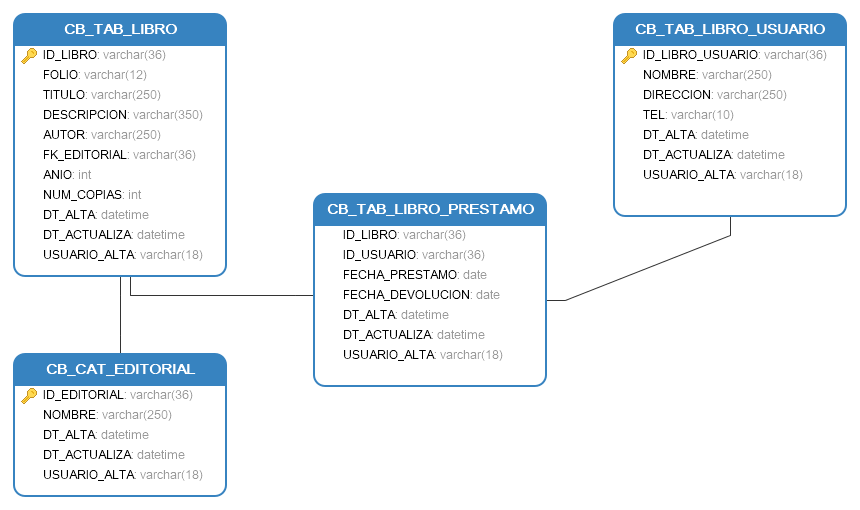 CB_TAB_LIBRO
ID_LIBRO: varchar(36)
FOLIO: varchar(12)
TITULO: varchar(250)
DESCRIPCION: varchar(350)
AUTOR: varchar(250)
FK_EDITORIAL: varchar(36)
ANIO: int
NUM_COPIAS: int
DT_ALTA: datetime
DT_ACTUALIZA: datetime
USUARIO_ALTA: varchar(18)
CB_TAB_LIBRO_USUARIO
ID_LIBRO_USUARIO: varchar(36)
NOMBRE: varchar(250)
DIRECCION: varchar(250)
TEL: varchar(10)
DT_ALTA: datetime
DT_ACTUALIZA: datetime
USUARIO_ALTA: varchar(18)
CB_TAB_LIBRO_PRESTAMO
ID_LIBRO: varchar(36)
ID_USUARIO: varchar(36)
FECHA_PRESTAMO: date
FECHA_DEVOLUCION: date
DT_ALTA: datetime
DT_ACTUALIZA: datetime
USUARIO_ALTA: varchar(18)
CB_CAT_EDITORIAL
ID_EDITORIAL: varchar(36)
NOMBRE: varchar(250)
DT_ALTA: datetime
DT_ACTUALIZA: datetime
USUARIO_ALTA: varchar(18)